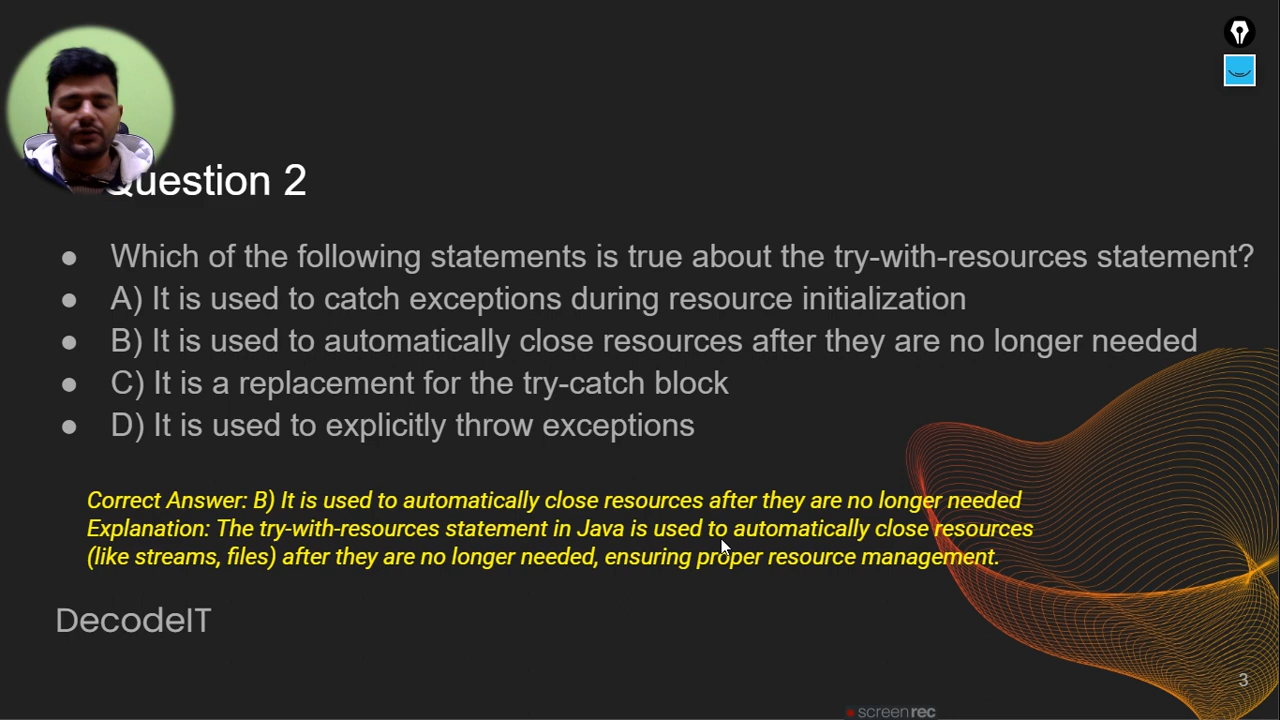 Question 2
● Which of the following statements is true about the try-with-resources statement?
● A) It is used to catch exceptions during resource initialization
● B) It is used to automatically close resources after they are no longer needed
● C) It is a replacement for the try-catch block
● D) It is used to explicitly throw exceptions
Correct Answer: B) It is used to automatically close resources after they are no longer needed
Explanation: The try-with-resources statement in Java is used to automatically close resources
(like streams, files) after they are no longer needed, ensuring proper resource management.
DecodeIT
3
screenrec